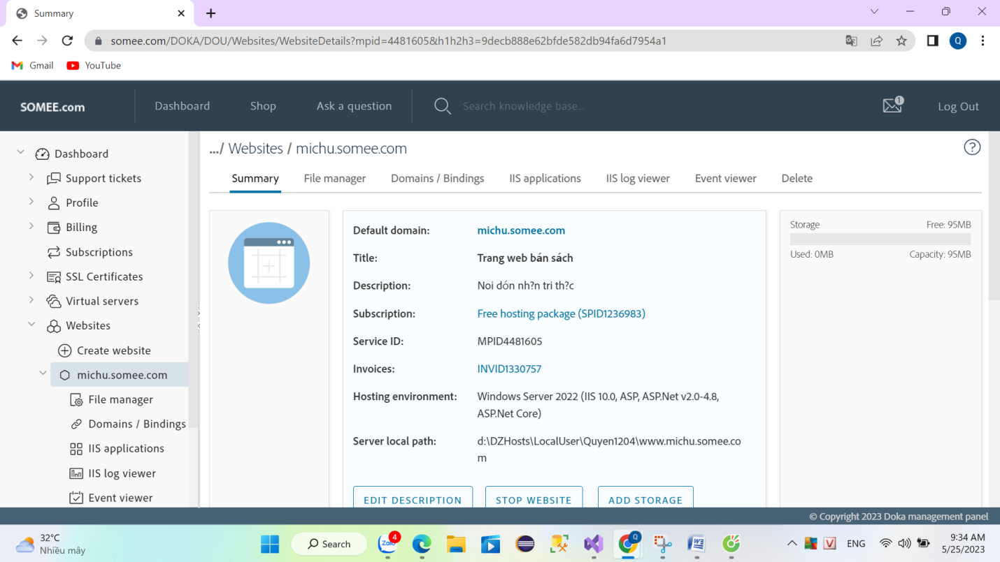 Summary
somee.com/DOKA/DOU/Websites/WebsiteDetails?mpid=4481605&h1h2h3=9decb888e62bfde582db94fa6d7954a1
Q
Gmail
YouTube
SOMEE.com
Dashboard
Shop
Ask a question
Search knowledge base...
1
Log Out
Dashboard
Support tickets
Profile
Billing
Subscriptions
SSL Certificates
Virtual servers
Websites
Create website
michu.somee.com
File manager
Domains / Bindings
IIS applications
IIS log viewer
Event viewer
.../ Websites / michu.somee.com
?
Summary
File manager
Domains / Bindings
IIS applications
IIS log viewer
Event viewer
Delete
Default domain: michu.somee.com
Title: Trang web bán sách
Description: Noi dón nh?n tri th?c
Subscription: Free hosting package (SPID1236983)
Service ID: MPID4481605
Invoices: INVID1330757
Hosting environment: Windows Server 2022 (IIS 10.0, ASP, ASP.Net v2.0-4.8,
ASP.Net Core)
Server local path: d:\DZHosts\LocalUser\Quyen1204\www.michu.somee.co
m
EDIT DESCRIPTION
STOP WEBSITE
ADD STORAGE
Storage Free: 95MB
Used: 0MB Capacity: 95MB
© Copyright 2023 Doka management panel
32°C
Nhiều mây
Search
Zalo
4
Q
W
V
ENG
9:34 AM
5/25/2023